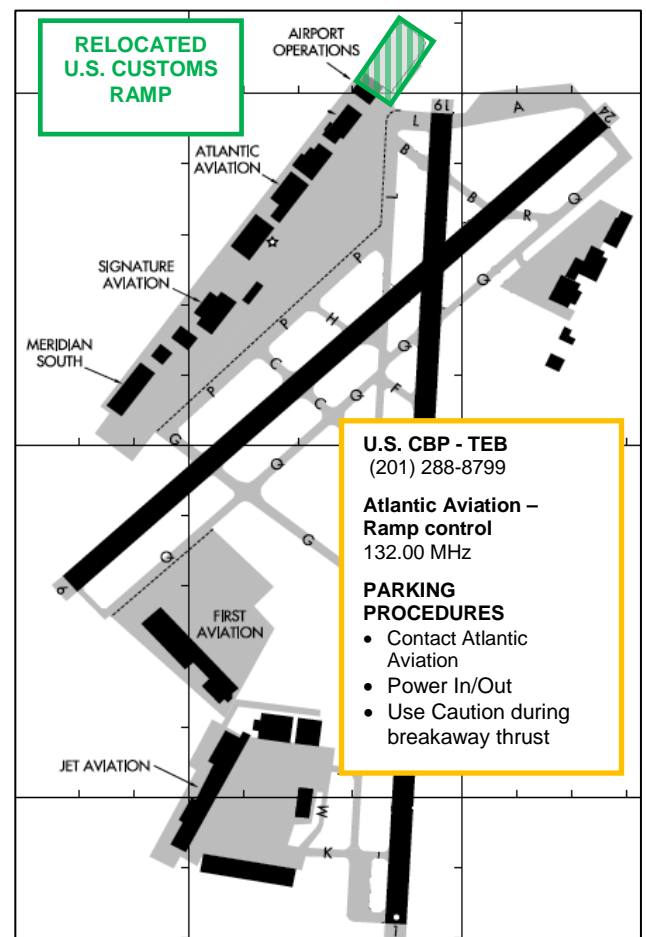 RELOCATED
U.S. CUSTOMS
RAMP
AIRPORT
OPERATIONS
19
A
24
L
B
ATLANTIC
AVIATION
L
B
Q
R
P
SIGNATURE
AVIATION
Q
P
H
MERIDIAN
SOUTH
Q
C
P
F
C
Q
G
Q
U.S. CBP - TEB
(201) 288-8799
Atlantic Aviation –
Ramp control
132.00 MHz
PARKING
PROCEDURES
• Contact Atlantic
Aviation
• Power In/Out
• Use Caution during
breakaway thrust
G
Q
6
FIRST
AVIATION
JET AVIATION
M
K
1